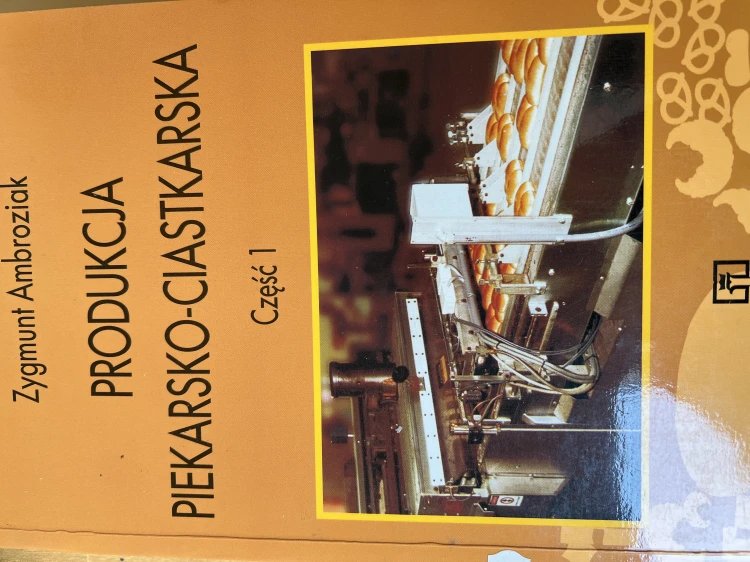 Zygmunt Ambroziak
PRODUKCJA
PIEKARSKO-CIASTKARSKA
Część 1